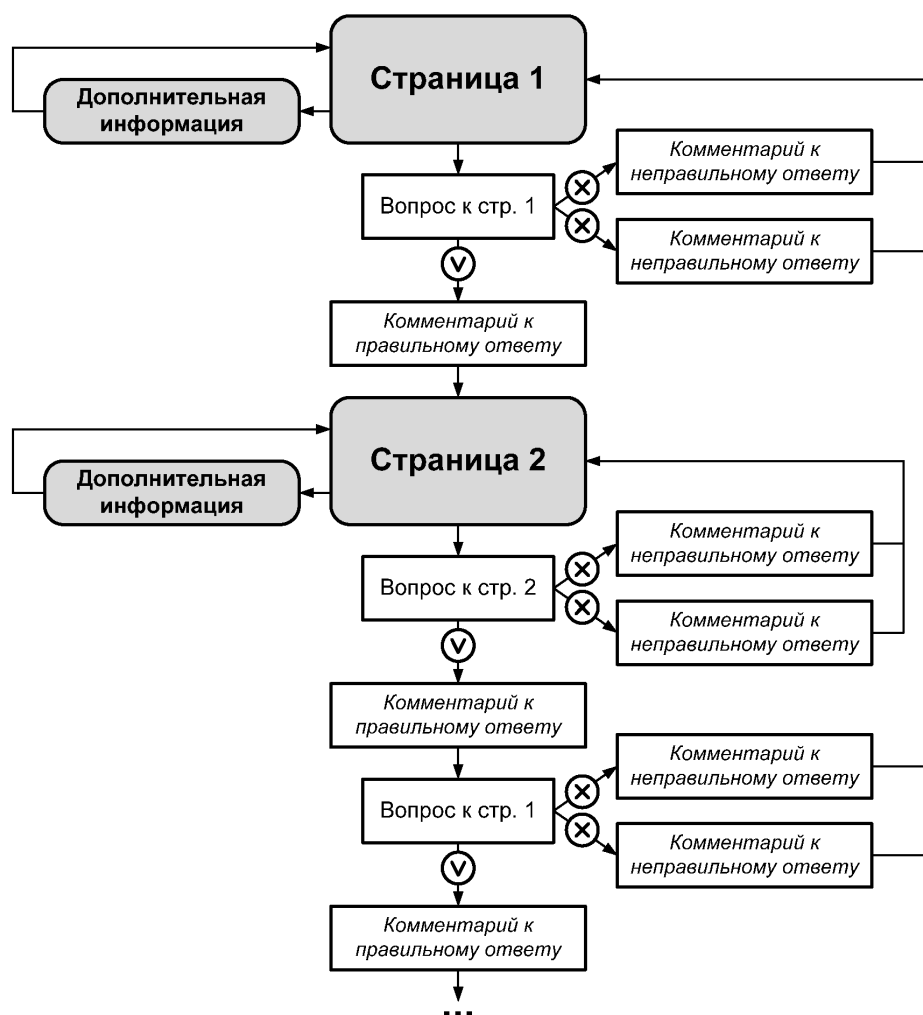 Страница 1
Дополнительная
информация
Комментарий к
неправильному ответу
Вопрос к стр. 1
Комментарий к
неправильному ответу
V
Комментарий к
правильному ответу
Страница 2
Дополнительная
информация
Комментарий к
неправильному ответу
Вопрос к стр. 2
Комментарий к
неправильному ответу
V
Комментарий к
правильному ответу
Комментарий к
неправильному ответу
Вопрос к стр. 1
Комментарий к
неправильному ответу
V
Комментарий к
правильному ответу
...